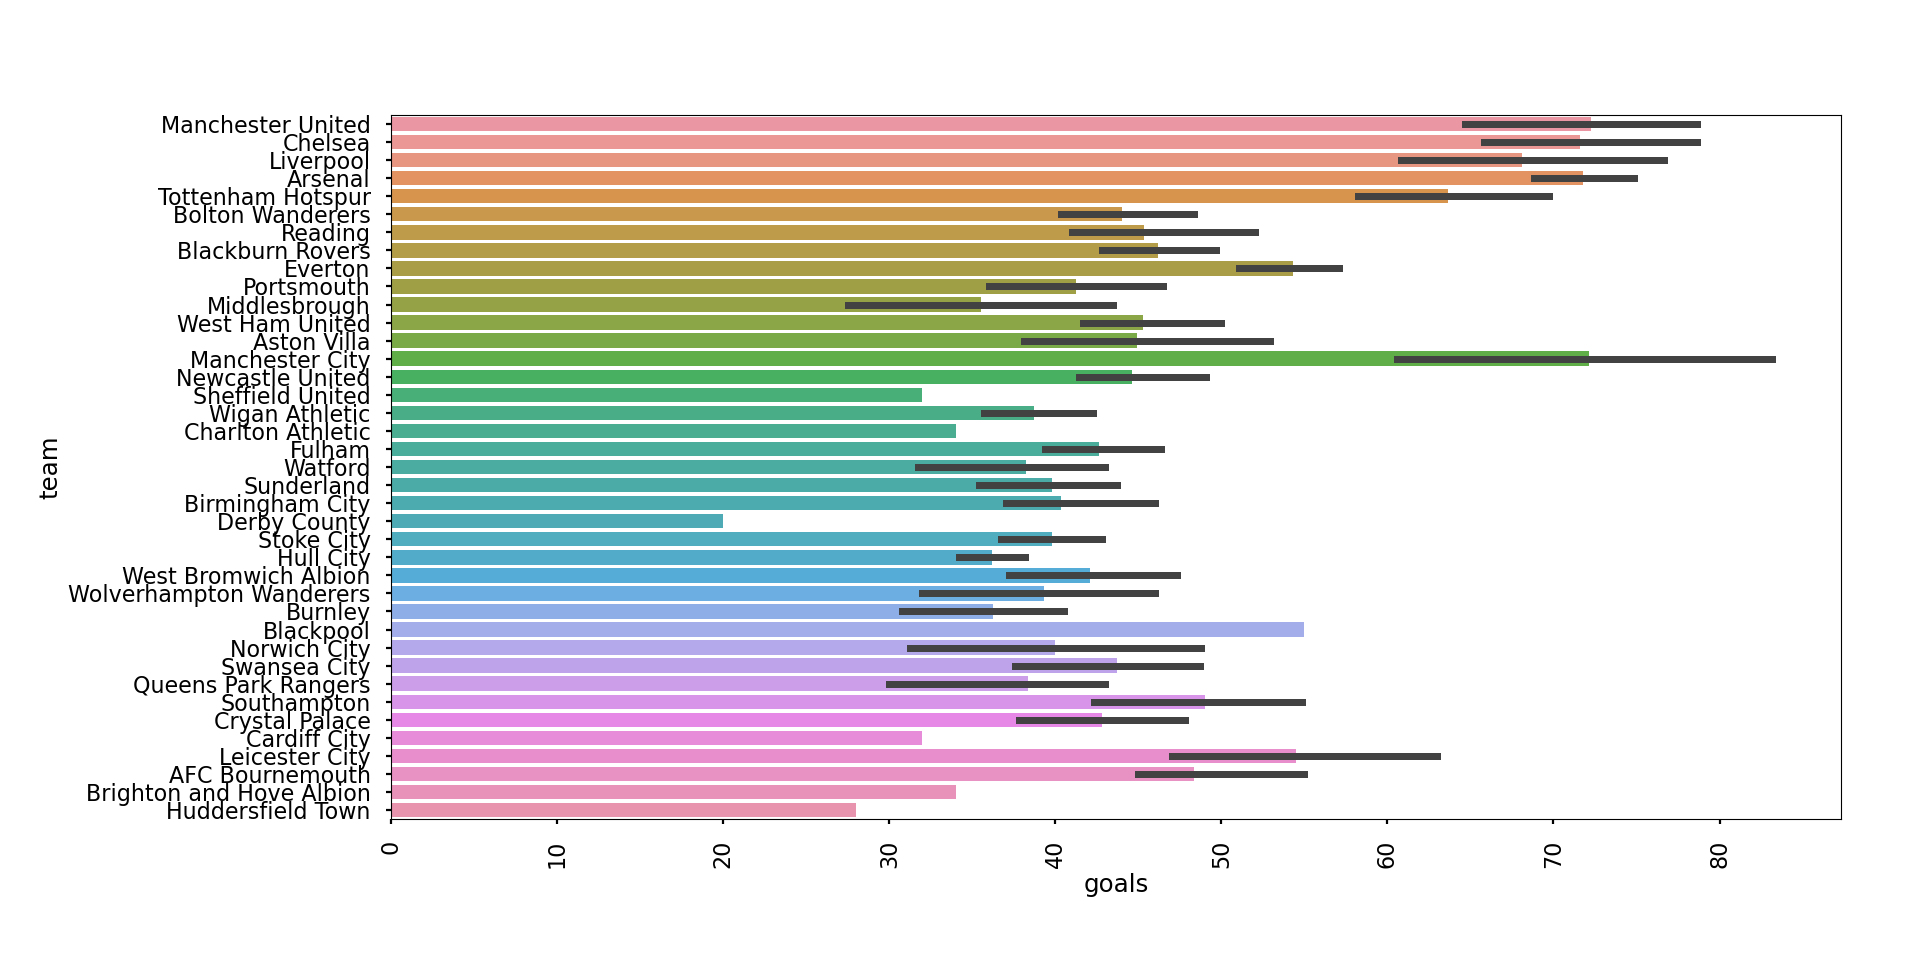 Manchester United
Chelsea
Liverpool
Arsenal
Tottenham Hotspur
Bolton Wanderers
Reading
Blackburn Rovers
Everton
Portsmouth
Middlesbrough
West Ham United
Aston Villa
Manchester City
Newcastle United
Sheffield United
Wigan Athletic
Charlton Athletic
Fulham
Watford
Sunderland
Birmingham City
Derby County
Stoke City
Hull City
West Bromwich Albion
Wolverhampton Wanderers
Burnley
Blackpool
Norwich City
Swansea City
Queens Park Rangers
Southampton
Crystal Palace
Cardiff City
Leicester City
AFC Bournemouth
Brighton and Hove Albion
Huddersfield Town
team
0 10 20 30 40 50 60 70 80
goals